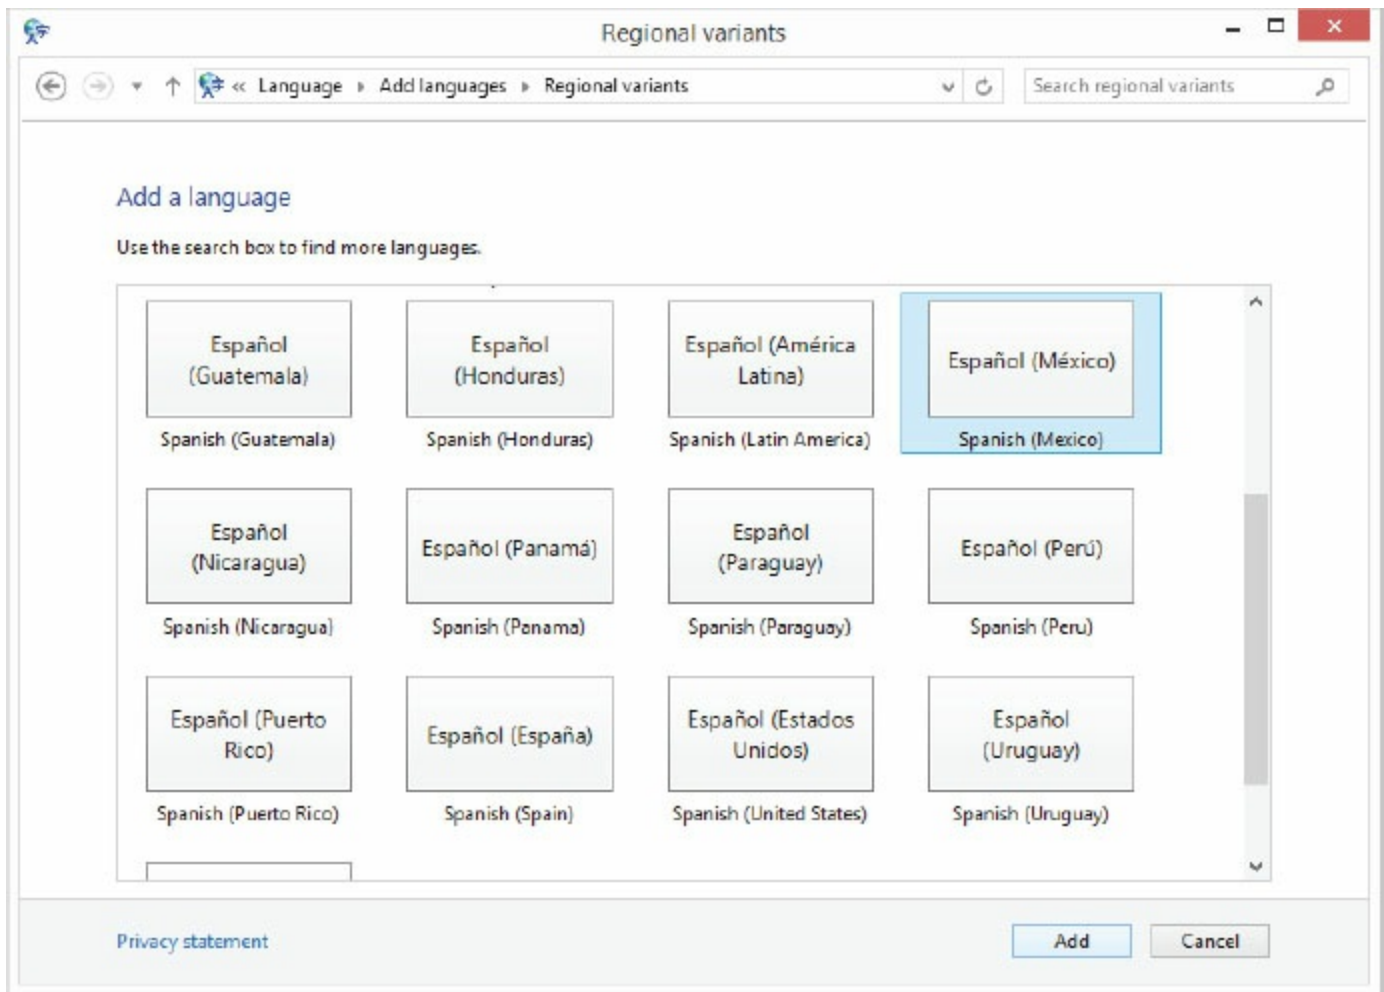 Regional variants
« Language Add languages Regional variants
Search regional variants
Add a language
Use the search box to find more languages.
Español
(Guatemala)
Spanish (Guatemala)
Español
(Honduras)
Spanish (Honduras)
Español (América
Latina)
Spanish (Latin America)
Español (México)
Spanish (Mexico)
Español
(Nicaragua)
Spanish (Nicaragua)
Español (Panamá)
Spanish (Panama)
Español
(Paraguay)
Spanish (Paraguay)
Español (Perú)
Spanish (Peru)
Español (Puerto
Rico)
Spanish (Puerto Rico)
Español (España)
Spanish (Spain)
Español (Estados
Unidos)
Spanish (United States)
Español
(Uruguay)
Spanish (Uruguay)
Privacy statement
Add
Cancel